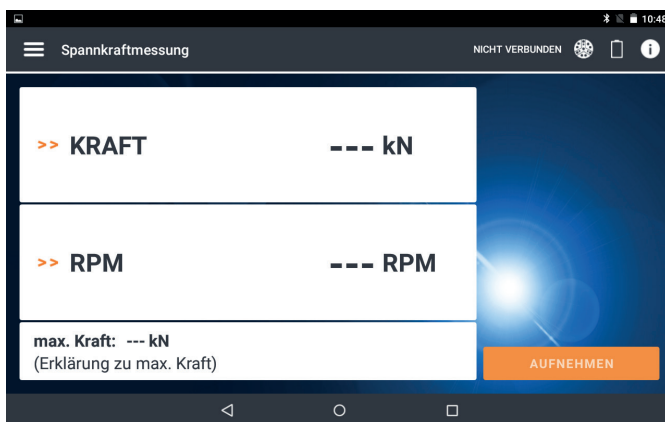 10:48
Spannkraftmessung
NICHT VERBUNDEN
>> KRAFT --- kN
>> RPM --- RPM
max. Kraft: --- kN
(Erklärung zu max. Kraft)
AUFNEHMEN